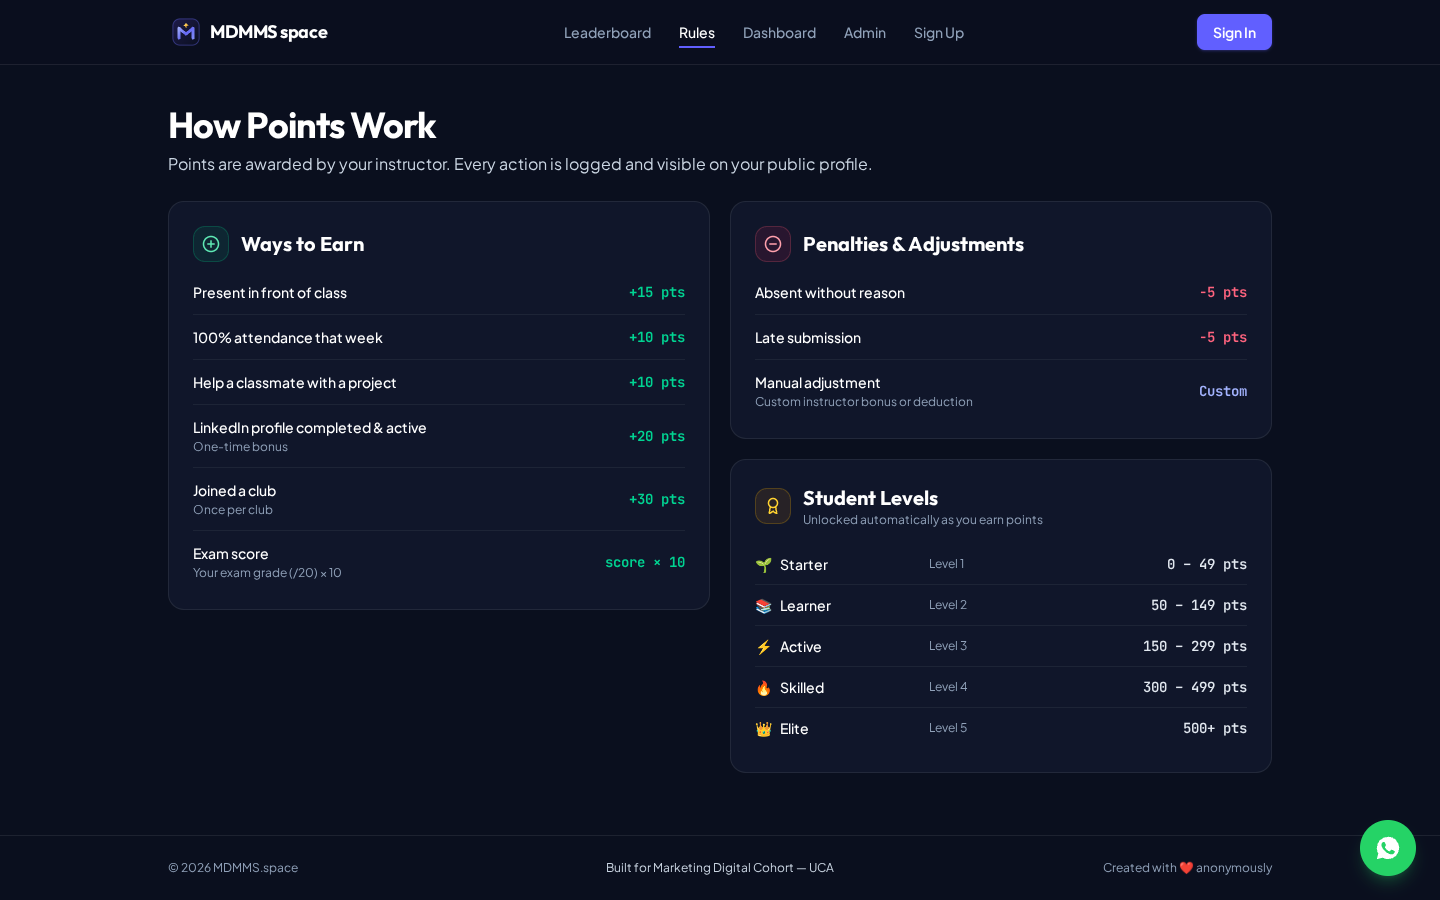 MDMMS space
Leaderboard
Rules
Dashboard
Admin
Sign Up
Sign In
How Points Work
Points are awarded by your instructor. Every action is logged and visible on your public profile.
Ways to Earn
Present in front of class
+15 pts
100% attendance that week
+10 pts
Help a classmate with a project
+10 pts
LinkedIn profile completed & active
One-time bonus
+20 pts
Joined a club
Once per club
+30 pts
Exam score
Your exam grade (/20) × 10
score × 10
Penalties & Adjustments
Absent without reason
-5 pts
Late submission
-5 pts
Manual adjustment
Custom instructor bonus or deduction
Custom
Student Levels
Unlocked automatically as you earn points
🌱 Starter Level 1 0 – 49 pts
📚 Learner Level 2 50 – 149 pts
⚡ Active Level 3 150 – 299 pts
🔥 Skilled Level 4 300 – 499 pts
👑 Elite Level 5 500+ pts
© 2026 MDMMS.space
Built for Marketing Digital Cohort — UCA
Created with ❤️ anonymously